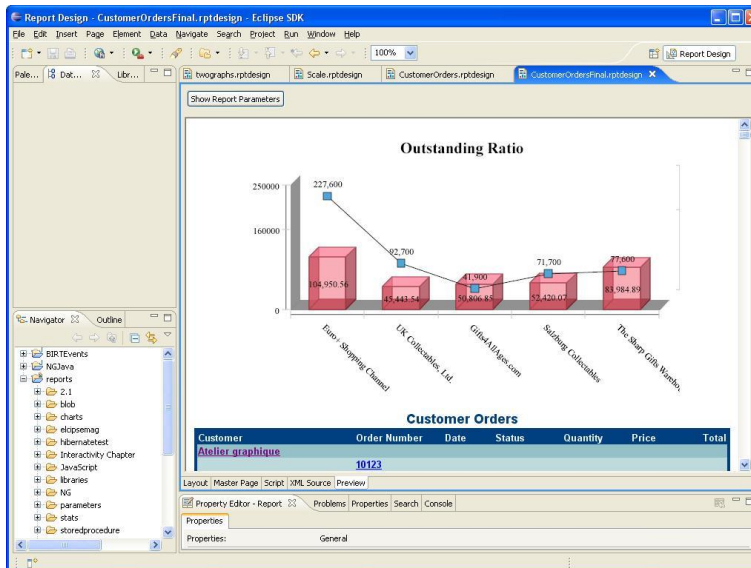 Report Design - CustomerOrdersFinal.rptdesign - Eclipse SDK
File Edit Insert Page Element Data Navigate Search Project Run Window Help
100% Report Design
Pale... Dat... Libr... twographs.rptdesign Scale.rptdesign CustomerOrders.rptdesign CustomerOrdersFinal.rptdesign
Show Report Parameters
Outstanding Ratio
250000
160000
0
227,600
92,700
41,900
71,700
77,600
104,950.56
45,443.54
50,806.85
52,420.07
83,984.89
Euro+ Shopping Channel
UK Collectables, Ltd.
Gifts4AllAges.com
Salzburg Collectables
The Sharp Gifts Wareho
Customer Orders
Customer Order Number Date Status Quantity Price Total
Atelier graphique
10123
Layout Master Page Script XML Source Preview
Navigator Outline
BIRTEvents
NGJava
reports
2.1
blob
charts
elcipsemag
hibernatetest
Interactivity Chapter
JavaScript
libraries
NG
parameters
stats
storedprocedure
Property Editor - Report Problems Properties Search Console
Properties
Properties: General